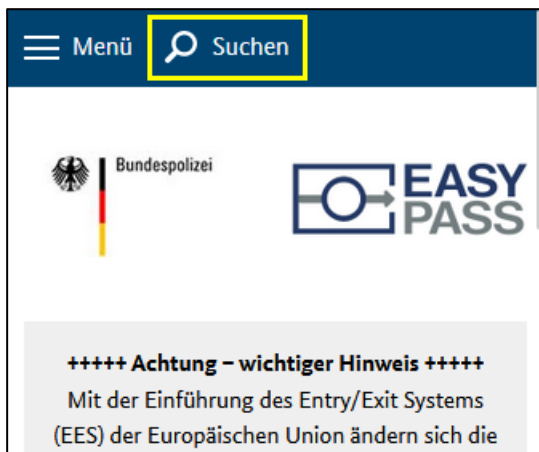 Menü Suchen
Bundespolizei
EASY
PASS
+++++ Achtung – wichtiger Hinweis +++++
Mit der Einführung des Entry/Exit Systems
(EES) der Europäischen Union ändern sich die